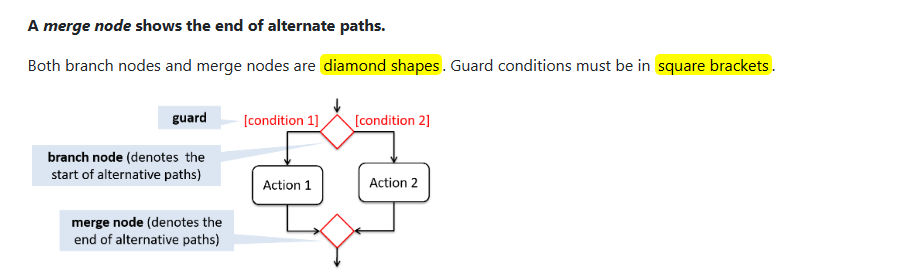 A merge node shows the end of alternate paths.
Both branch nodes and merge nodes are diamond shapes. Guard conditions must be in square brackets.
guard
[condition 1]
[condition 2]
branch node (denotes the
start of alternative paths)
Action 1
Action 2
merge node (denotes the
end of alternative paths)